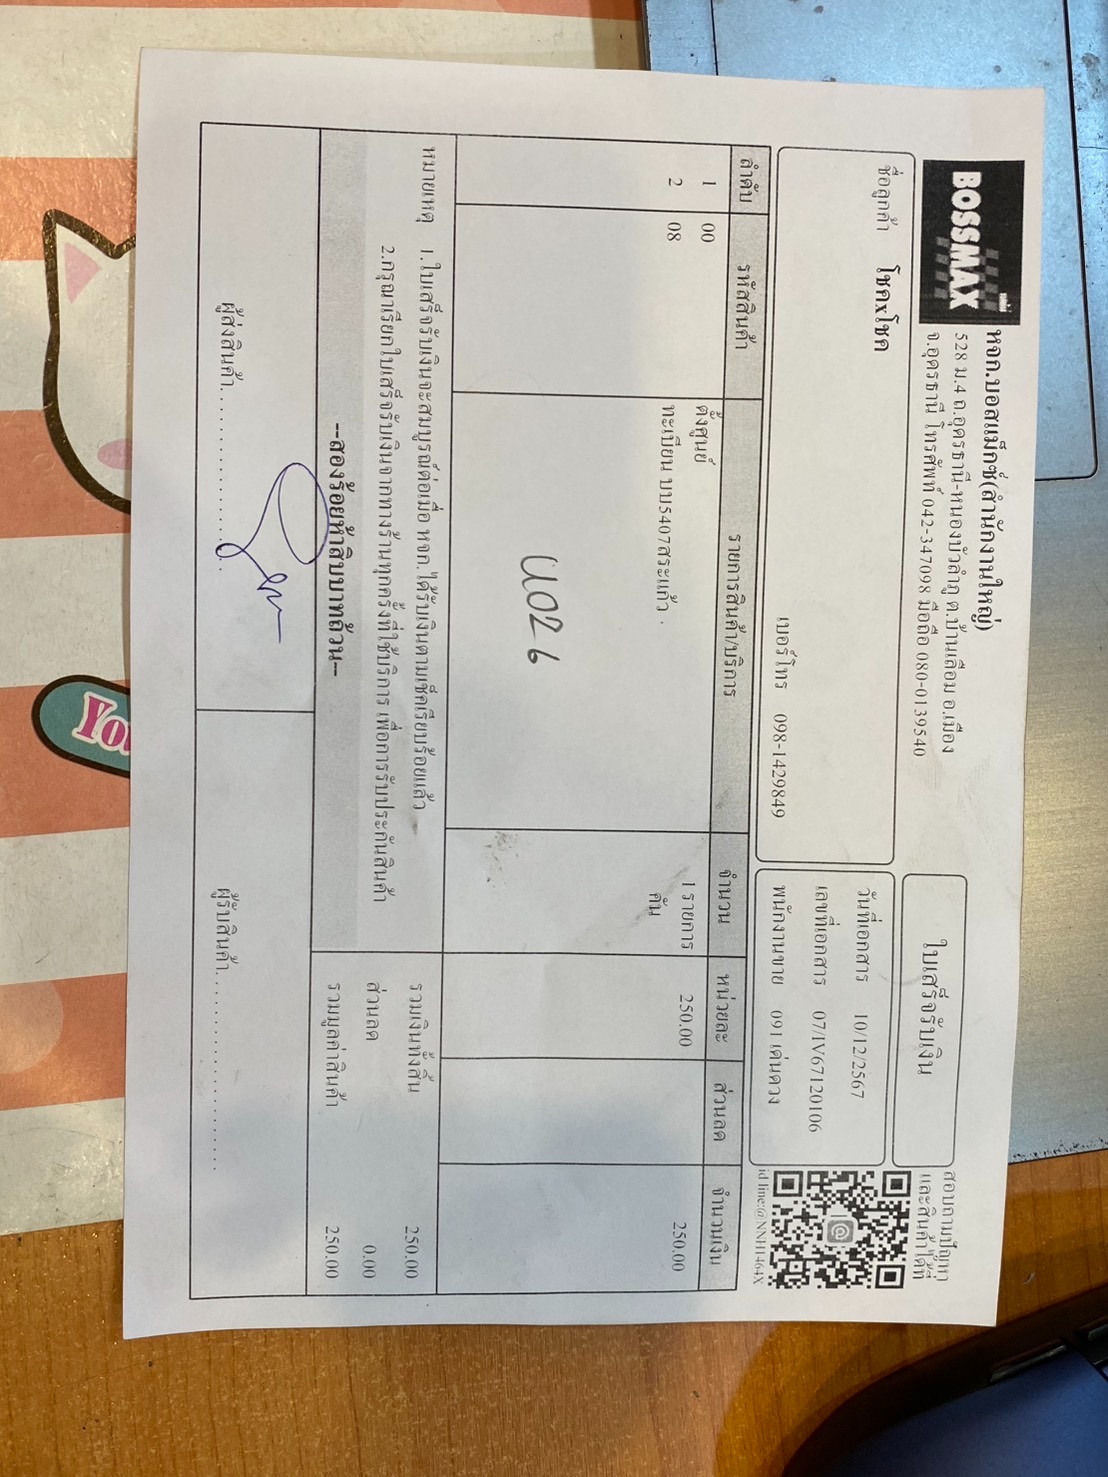 BOSSMAX
หจก.บอสแม็กซ์(สำนักงานใหญ่)
528 ม.4 ถ.อุดรธานี-หนองบัวลำภู ต.บ้านเลื่อม อ.เมือง
จ.อุดรธานี โทรศัพท์ 042-347098 มือถือ 080-0139540
ใบเสร็จรับเงิน
สอบถามปัญหา
และสินค้าได้ที่
id line:@NNH1464X
ชื่อลูกค้า โชคxโชค
เบอร์โทร 098-1429849
วันที่เอกสาร 10/12/2567
เลขที่เอกสาร 07/IV67120106
พนักงานขาย 091 เด่นดวง
ลำดับ รหัสสินค้า รายการสินค้า/บริการ จำนวน หน่วยละ ส่วนลด จำนวนเงิน
1 00 ตั้งศูนย์ 1 รายการ 250.00 250.00
2 08 ทะเบียน บบ5407สระแก้ว . คัน
หมายเหตุ 1.ใบเสร็จรับเงินจะสมบูรณ์ต่อเมื่อ หจก.ได้รับเงินตามเช็คเรียบร้อยแล้ว
2.กรุณาเรียกใบเสร็จรับเงินจากทางร้านทุกครั้งที่ใช้บริการ เพื่อการรับประกันสินค้า
--สองร้อยห้าสิบบาทถ้วน--
รวมเงินทั้งสิ้น 250.00
ส่วนลด 0.00
รวมมูลค่าสินค้า 250.00
ผู้ส่งสินค้า
ผู้รับสินค้า
You